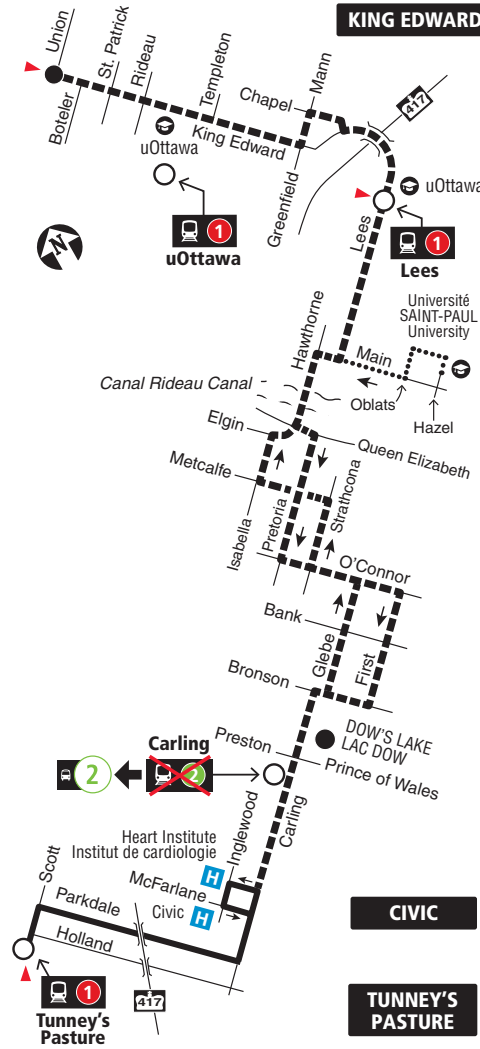 KING EDWARD
Union
St. Patrick
Rideau
Templeton
Mann
Chapel
417
Boteler
King Edward
uOttawa
Greenfield
uOttawa
1
uOttawa
N
Lees
1
Lees
Université
SAINT-PAUL
University
Hawthorne
Main
Canal Rideau Canal
Oblats
Hazel
Elgin
Queen Elizabeth
Metcalfe
Strathcona
Isabella
Pretoria
O'Connor
Bank
Glebe
First
Bronson
DOW'S LAKE
LAC DOW
Carling
Preston
Prince of Wales
2
2
Inglewood
Carling
Heart Institute
Institut de cardiologie
H
McFarlane
Civic
H
Scott
Parkdale
Holland
CIVIC
417
1
Tunney's
Pasture
TUNNEY'S
PASTURE